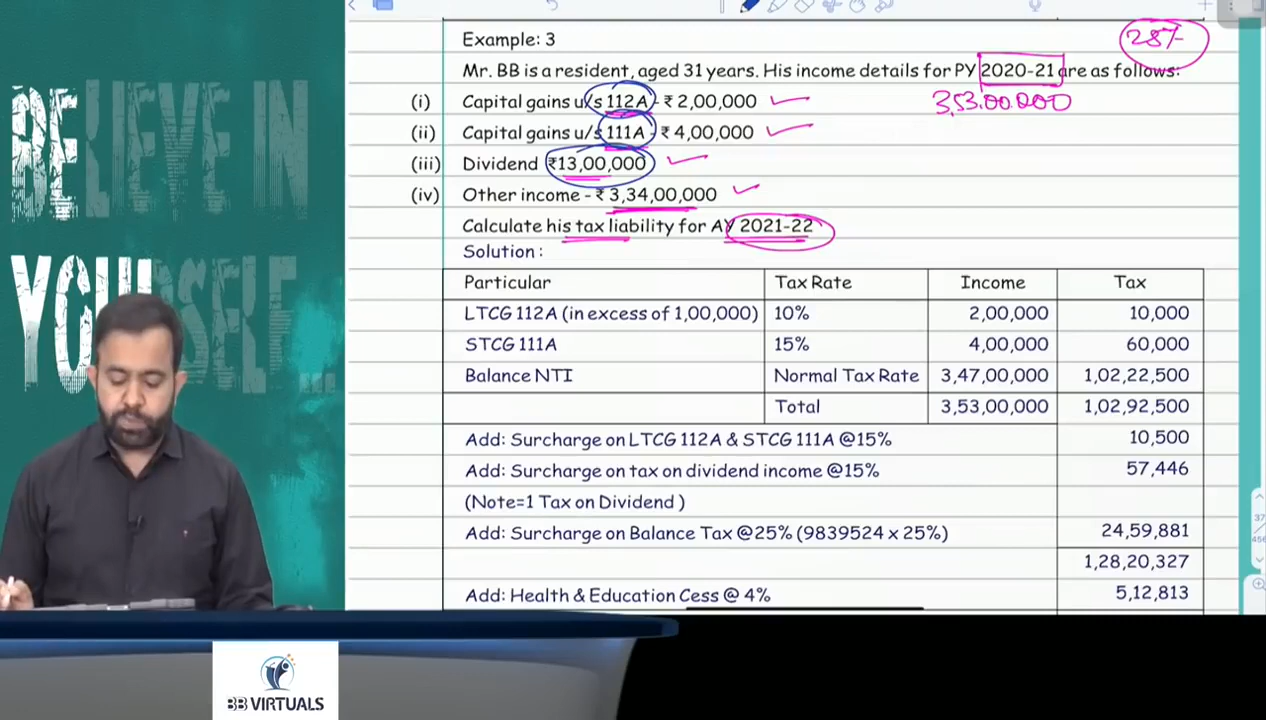 BELIEVE IN
YOURSELF...
Example: 3
28%
Mr. BB is a resident, aged 31 years. His income details for PY 2020-21 are as follows:
(i) Capital gains u/s 112A - ₹ 2,00,000
3,53,00,000
(ii) Capital gains u/s 111A - ₹ 4,00,000
(iii) Dividend ₹13,00,000
(iv) Other income - ₹ 3,34,00,000
Calculate his tax liability for AY 2021-22
Solution :
Particular Tax Rate Income Tax
LTCG 112A (in excess of 1,00,000) 10% 2,00,000 10,000
STCG 111A 15% 4,00,000 60,000
Balance NTI Normal Tax Rate 3,47,00,000 1,02,22,500
Total 3,53,00,000 1,02,92,500
Add: Surcharge on LTCG 112A & STCG 111A @15% 10,500
Add: Surcharge on tax on dividend income @15% 57,446
(Note=1 Tax on Dividend )
Add: Surcharge on Balance Tax @25% (9839524 x 25%) 24,59,881
1,28,20,327
Add: Health & Education Cess @ 4% 5,12,813
37
456
BB VIRTUALS